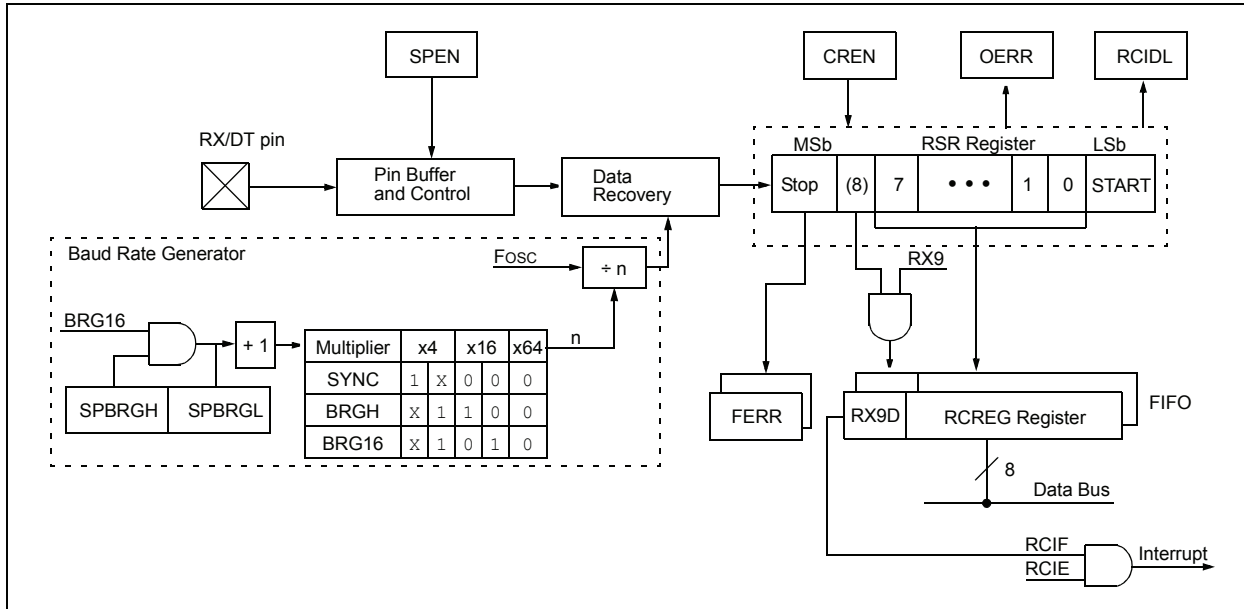 SPEN
CREN
OERR
RCIDL
RX/DT pin
Pin Buffer
and Control
Data
Recovery
MSb
RSR Register
LSb
Stop (8) 7 • • • 1 0 START
Baud Rate Generator
FOSC
÷ n
RX9
BRG16
+ 1
n
Multiplier x4 x16 x64
SYNC 1 X 0 0 0
BRGH X 1 1 0 0
BRG16 X 1 0 1 0
SPBRGH SPBRGL
FERR
RX9D RCREG Register
FIFO
8
Data Bus
RCIF
RCIE
Interrupt